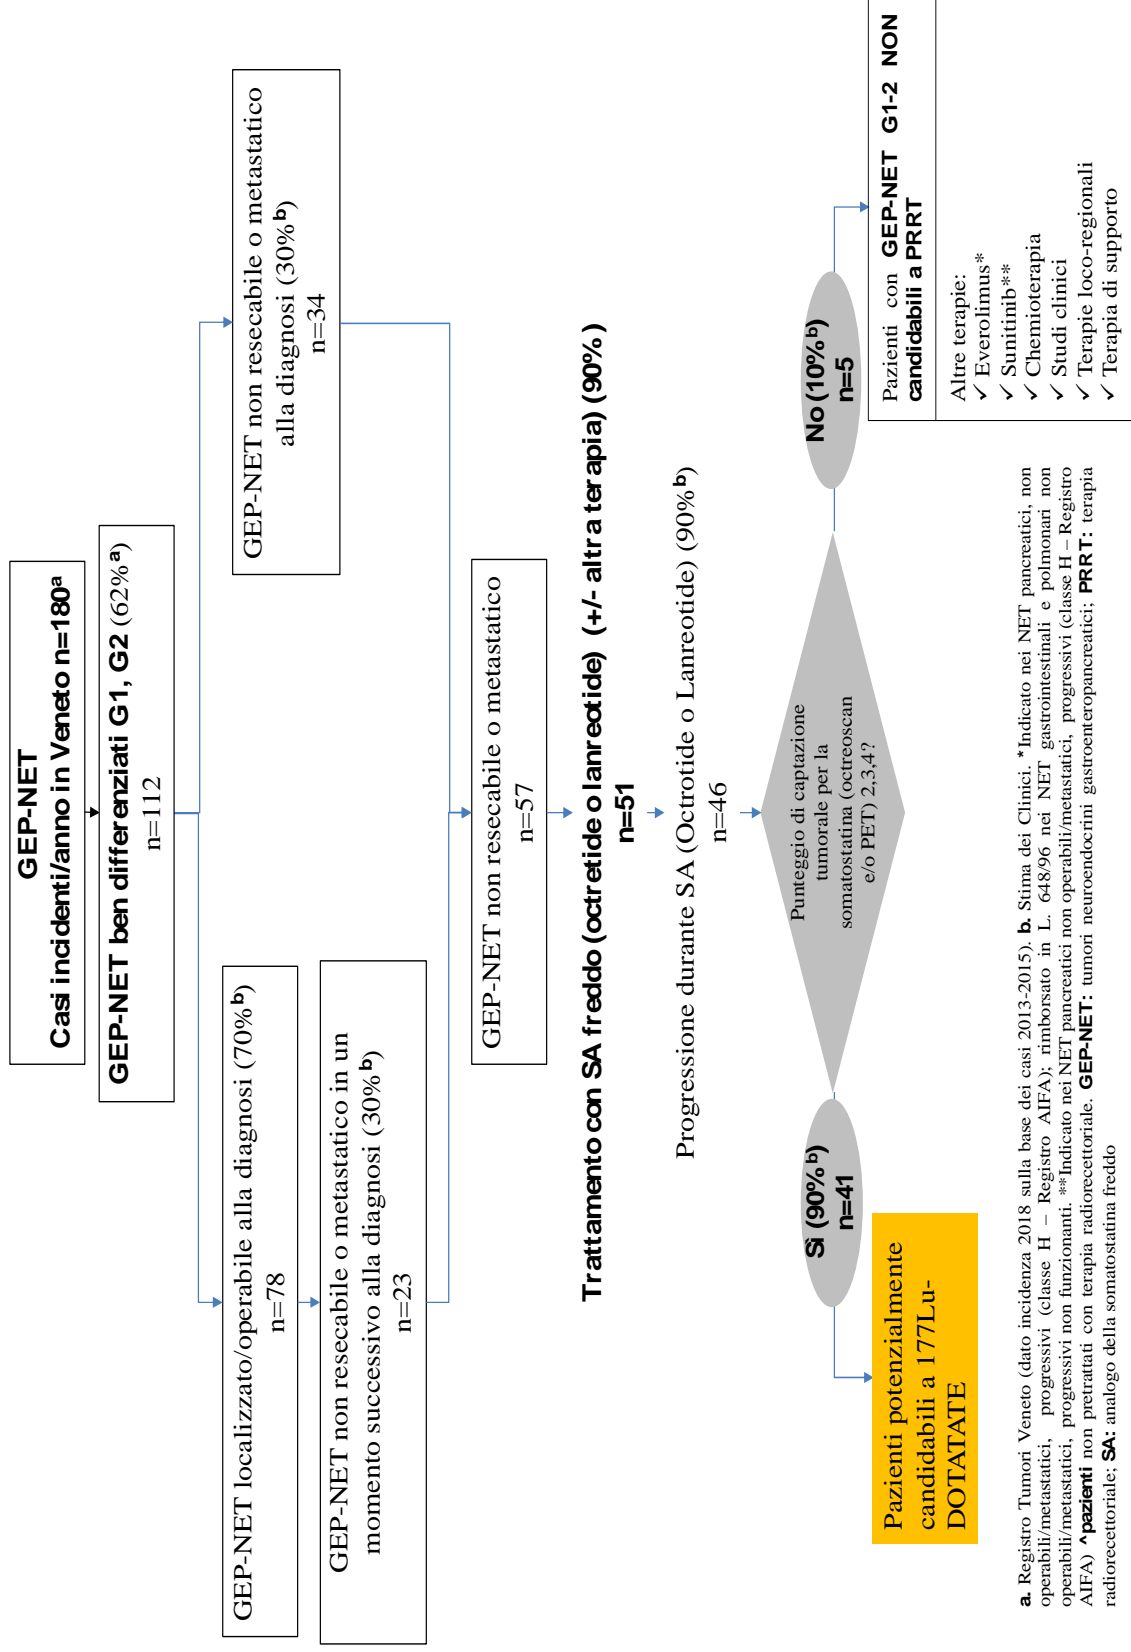 GEP-NET
Casi incidenti/anno in Veneto n=180a
GEP-NET ben differenziati G1, G2 (62%a)
n=112
GEP-NET localizzato/operabile alla diagnosi (70%b)
n=78
GEP-NET non resecabile o metastatico in un
momento successivo alla diagnosi (30%b)
n=23
GEP-NET non resecabile o metastatico
alla diagnosi (30%b)
n=34
GEP-NET non resecabile o metastatico
n=57
Trattamento con SA freddo (octretide o lanreotide) (+/- altra terapia) (90%)
n=51
Progressione durante SA (Octrotide o Lanreotide) (90%b)
n=46
Punteggio di captazione
tumorale per la
somatostatina (octreoscan
e/o PET) 2,3,4?
Sì (90%b)
n=41
No (10%b)
n=5
Pazienti potenzialmente
candidabili a 177Lu-
DOTATATE
Pazienti con GEP-NET G1-2 NON
candidabili a PRRT
Altre terapie:
✓ Everolimus*
✓ Sunitinib**
✓ Chemioterapia
✓ Studi clinici
✓ Terapie loco-regionali
✓ Terapia di supporto
a. Registro Tumori Veneto (dato incidenza 2018 sulla base dei casi 2013-2015). b. Stima dei Clinici. *Indicato nei NET pancreatici, non
operabili/metastatici, progressivi (classe H – Registro AIFA); rimborsato in L. 648/96 nei NET gastrointestinali e polmonari non
operabili/metastatici, progressivi non funzionanti. **Indicato nei NET pancreatici non operabili/metastatici, progressivi (classe H – Registro
AIFA) ^pazienti non pretrattati con terapia radiorecettoriale. GEP-NET: tumori neuroendocrini gastroenteropancreatici; PRRT: terapia
radiorecettoriale; SA: analogo della somatostatina freddo